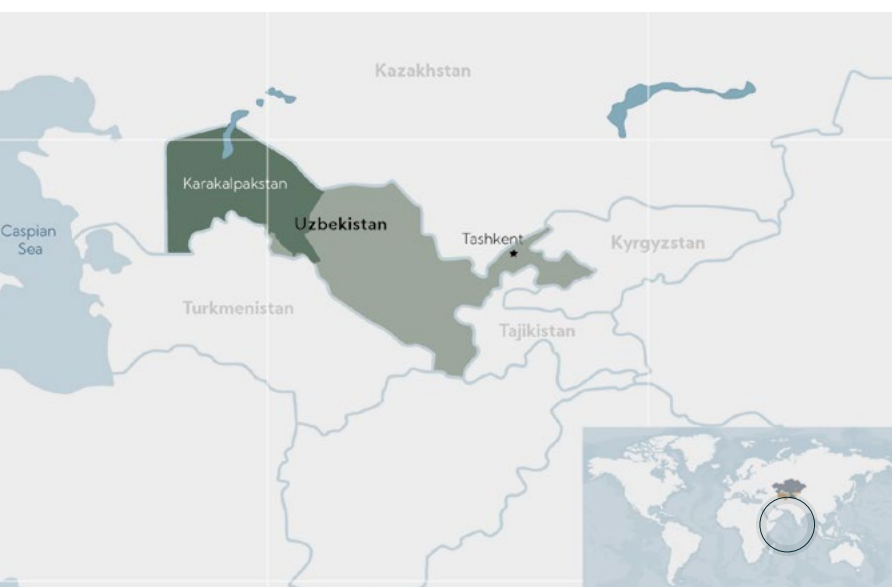 Kazakhstan
Karakalpakstan
Uzbekistan
Caspian
Sea
Tashkent
Kyrgyzstan
Turkmenistan
Tajikistan